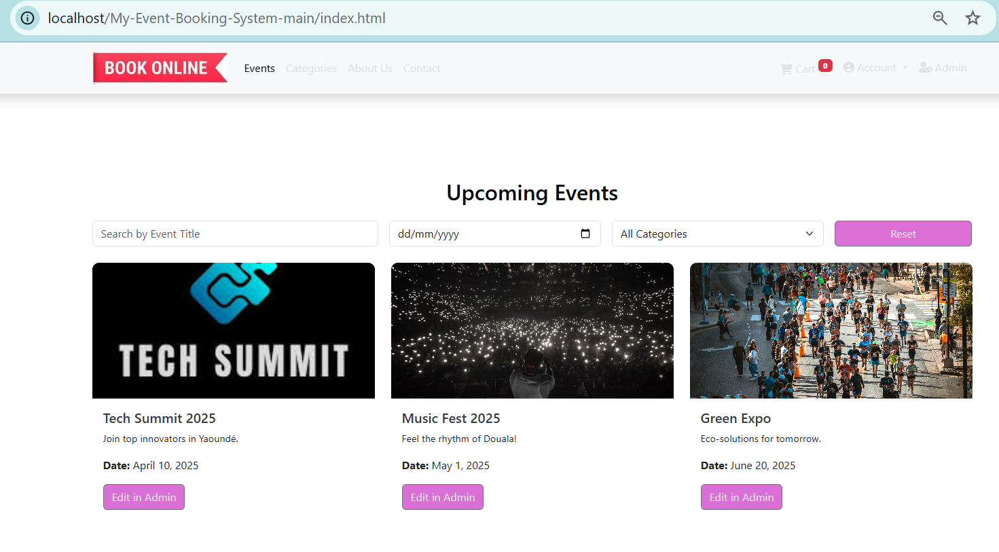 localhost/My-Event-Booking-System-main/index.html
BOOK ONLINE Events Categories About Us Contact Cart 0 Account Admin
Upcoming Events
Search by Event Title dd/mm/yyyy All Categories Reset
TECH SUMMIT
Tech Summit 2025 Music Fest 2025 Green Expo
Join top innovators in Yaoundé. Feel the rhythm of Douala! Eco-solutions for tomorrow.
Date: April 10, 2025 Date: May 1, 2025 Date: June 20, 2025
Edit in Admin Edit in Admin Edit in Admin